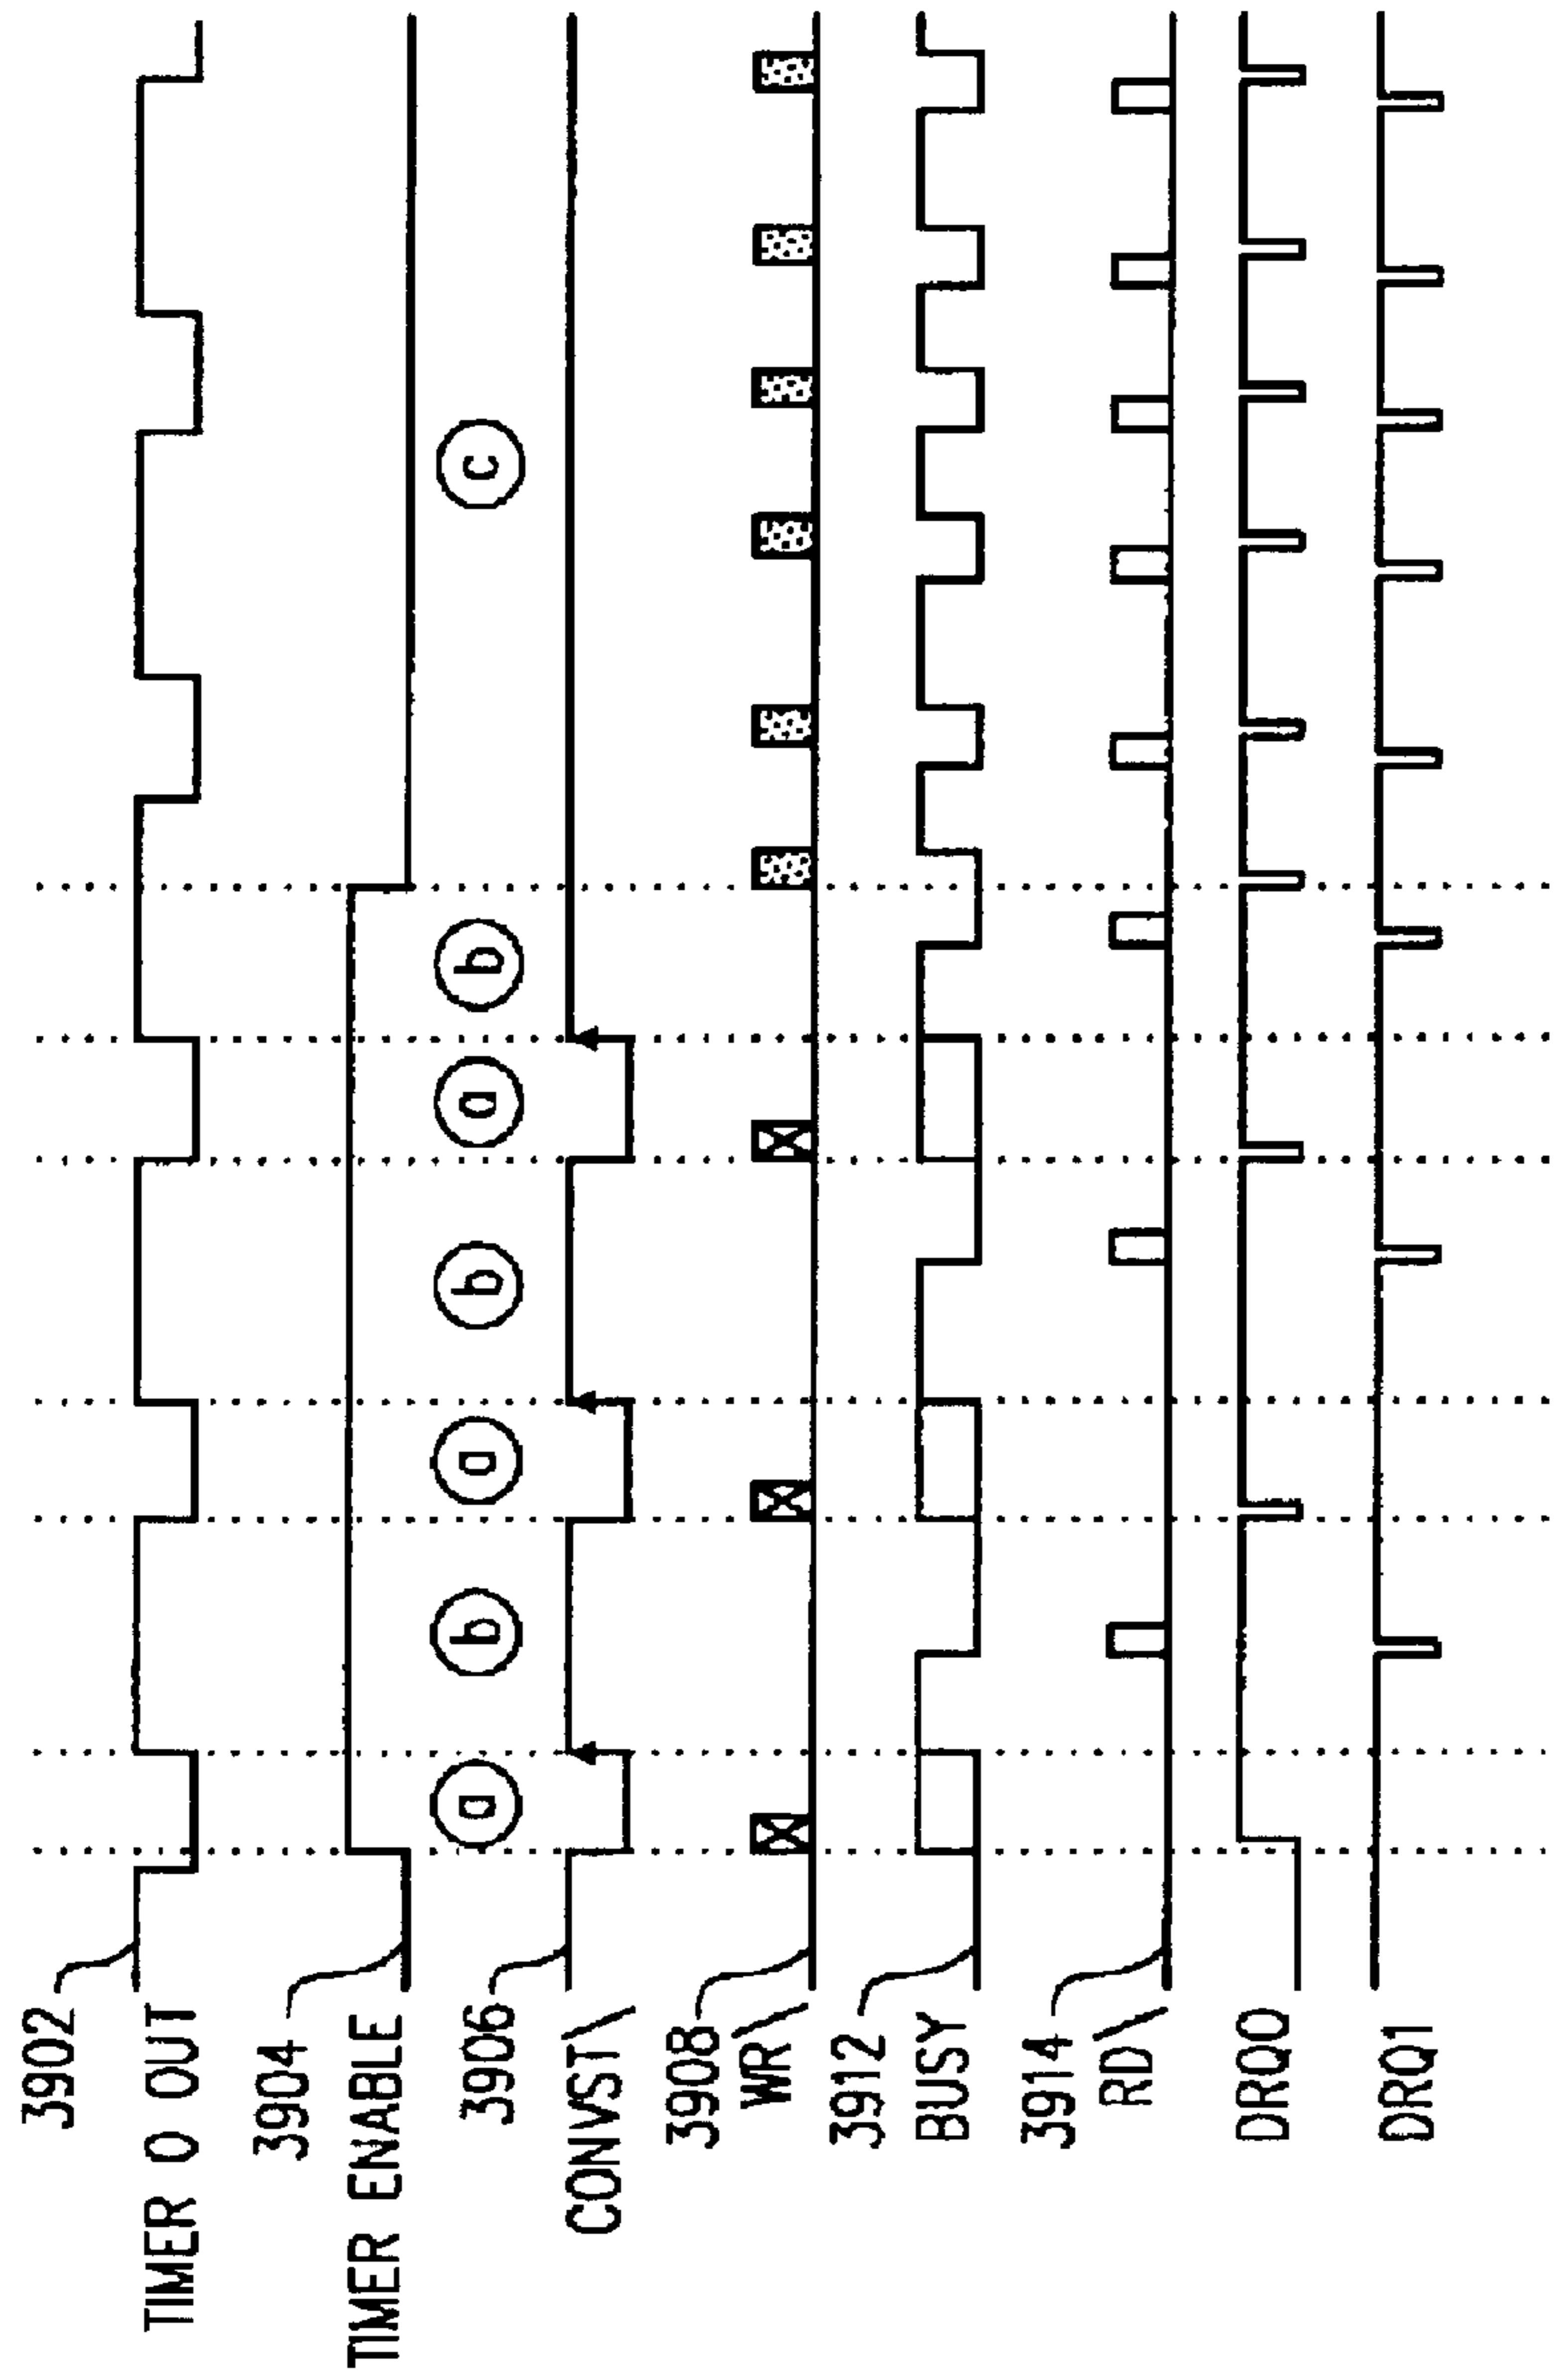 3902
TIMER 0 OUT
3904
TIMER ENABLE
3906
CONVST\
3908
WR\
3912
BUSY
3914
RD\
DRQ0
DRQ1
a b a b a b c